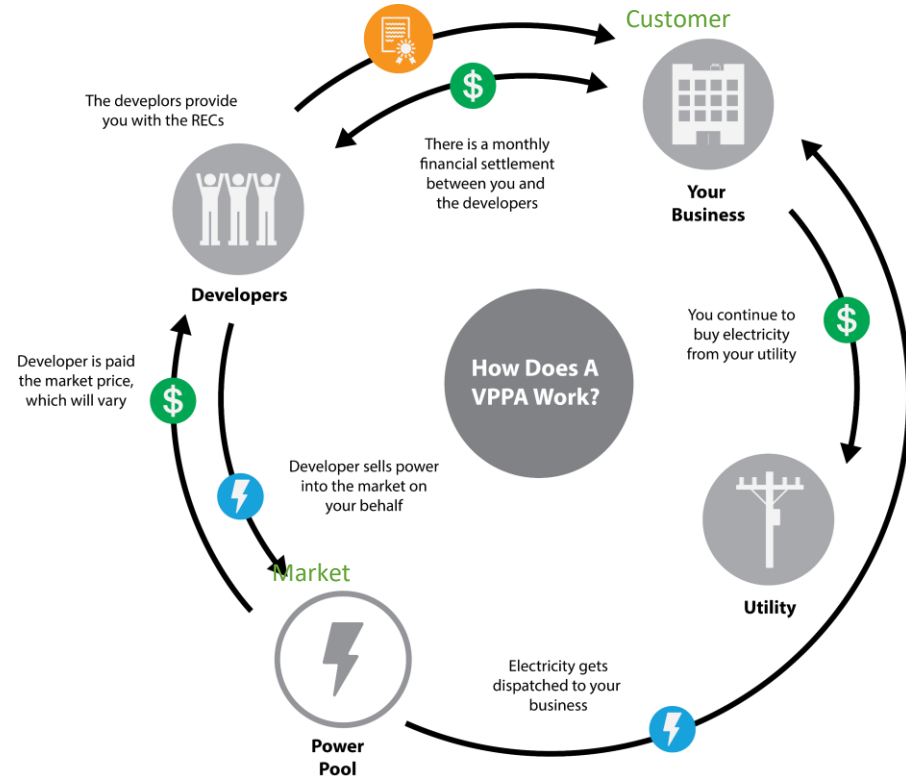 Customer
The deveplors provide
you with the RECs
$
There is a monthly
financial settlement
between you and
the developers
Your
Business
Developers
How Does A
VPPA Work?
You continue to
buy electricity
from your utility
$
Developer is paid
the market price,
which will vary
$
Developer sells power
into the market on
your behalf
Market
Utility
Electricity gets
dispatched to your
business
Power
Pool